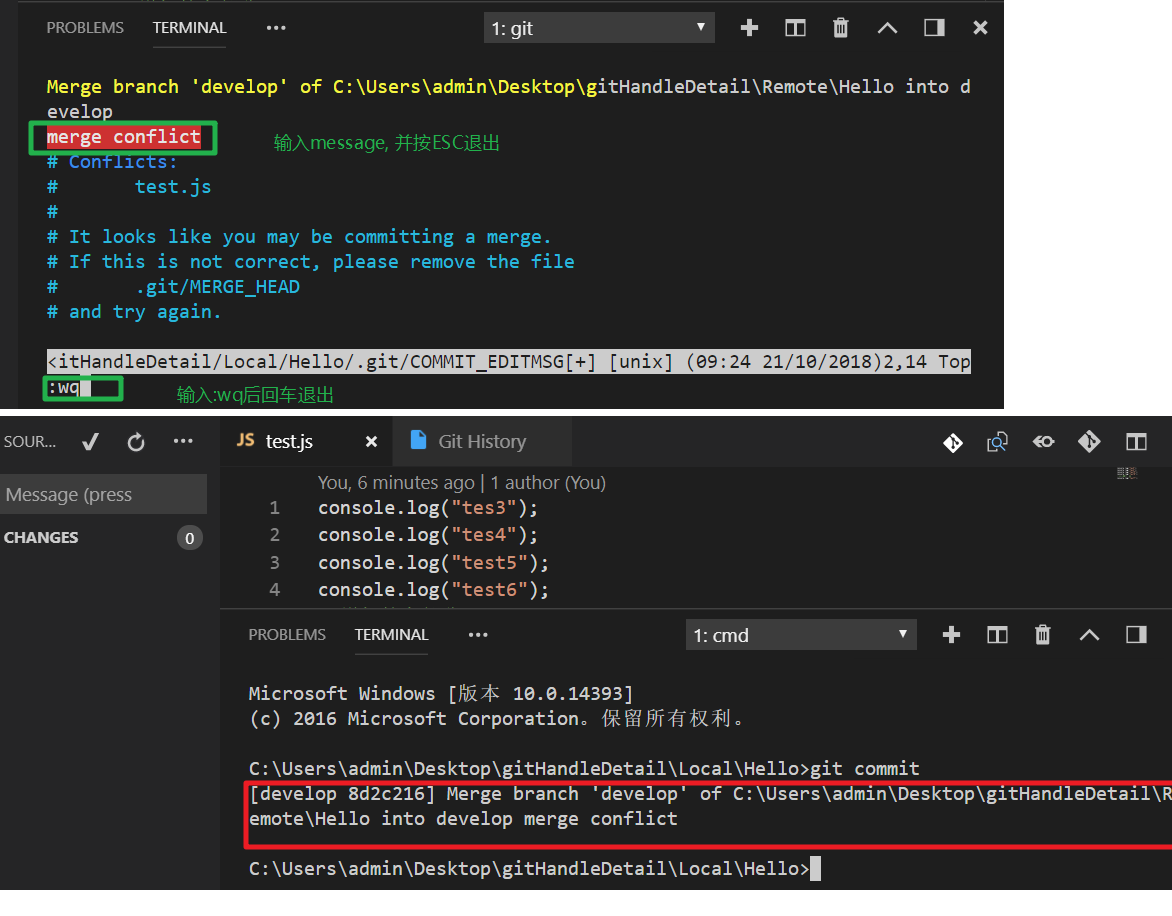 PROBLEMS TERMINAL ••• 1: git
Merge branch 'develop' of C:\Users\admin\Desktop\gitHandleDetail\Remote\Hello into d
evelop
merge conflict 输入message, 并按ESC退出
# Conflicts:
# test.js
#
# It looks like you may be committing a merge.
# If this is not correct, please remove the file
# .git/MERGE_HEAD
# and try again.
<itHandleDetail/Local/Hello/.git/COMMIT_EDITMSG[+] [unix] (09:24 21/10/2018)2,14 Top
:wq 输入:wq后回车退出
SOUR... ••• JS test.js × Git History
Message (press
CHANGES 0
You, 6 minutes ago | 1 author (You)
1 console.log("tes3");
2 console.log("tes4");
3 console.log("test5");
4 console.log("test6");
PROBLEMS TERMINAL ••• 1: cmd
Microsoft Windows [版本 10.0.14393]
(c) 2016 Microsoft Corporation。保留所有权利。
C:\Users\admin\Desktop\gitHandleDetail\Local\Hello>git commit
[develop 8d2c216] Merge branch 'develop' of C:\Users\admin\Desktop\gitHandleDetail\R
emote\Hello into develop merge conflict
C:\Users\admin\Desktop\gitHandleDetail\Local\Hello>